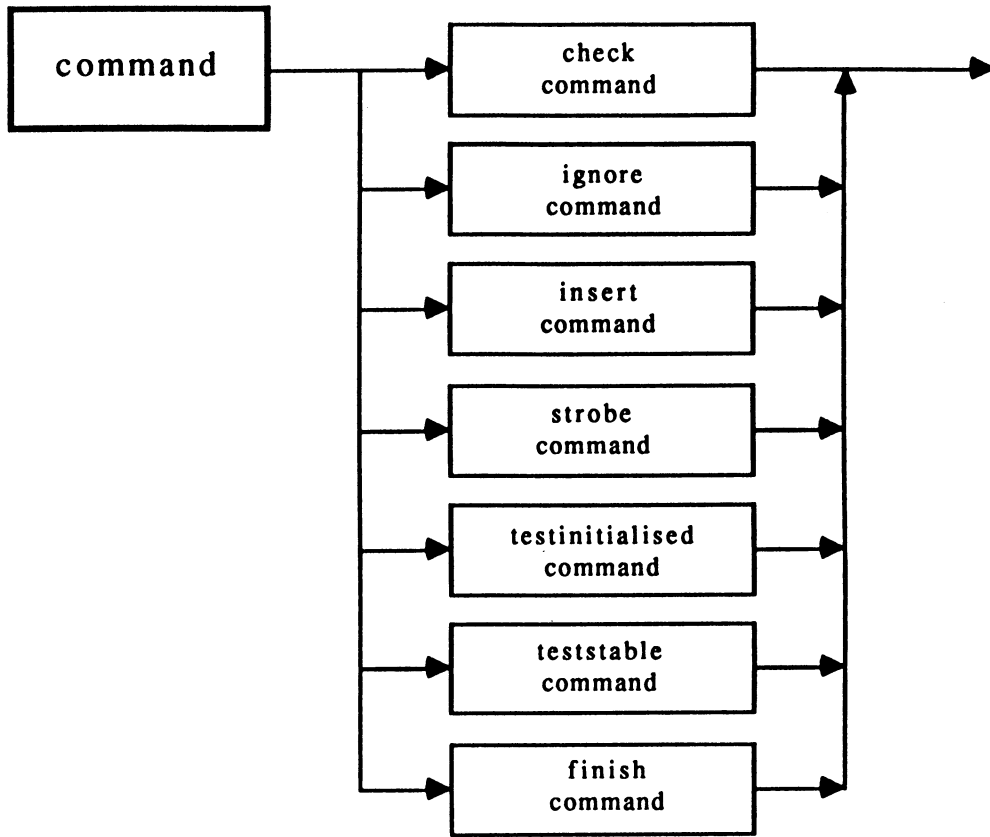 command
check
command
ignore
command
insert
command
strobe
command
testinitialised
command
teststable
command
finish
command